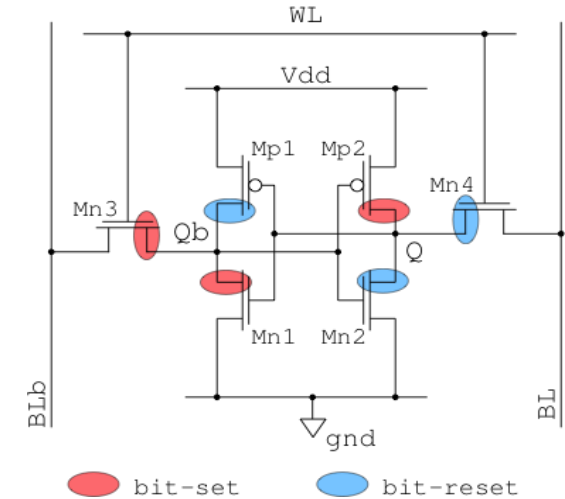 WL
Vdd
Mp1
Mp2
Mn4
Mn3
Qb
Q
Mn1
Mn2
BLb
BL
gnd
bit-set
bit-reset